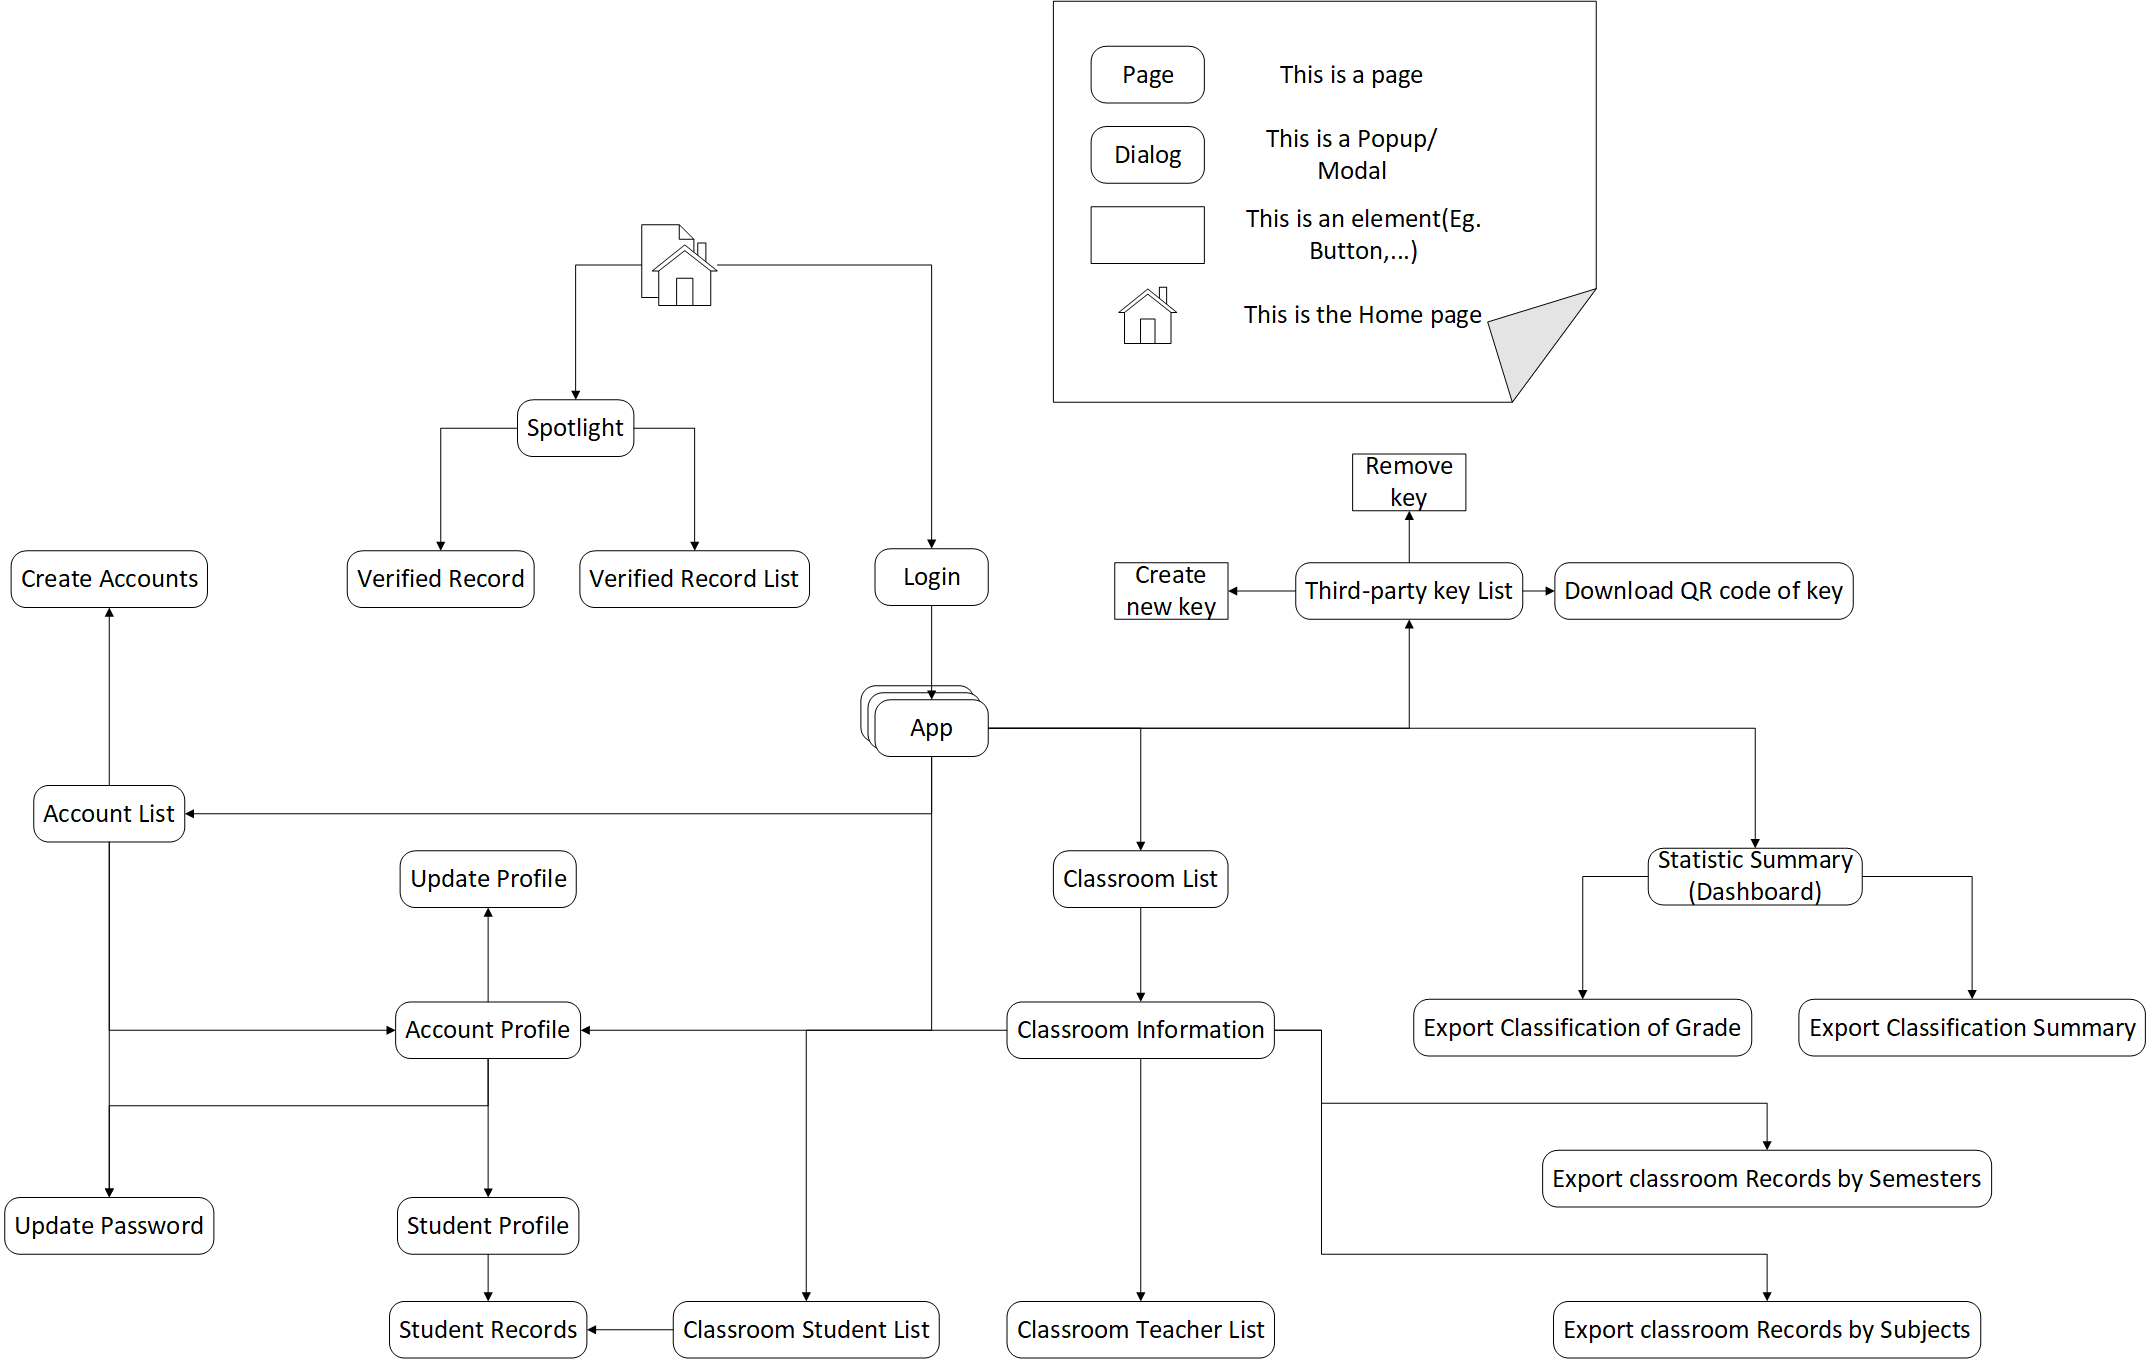 Page
This is a page
Dialog
This is a Popup/
Modal
This is an element(Eg.
Button,...)
This is the Home page
Spotlight
Remove
key
Create Accounts
Verified Record
Verified Record List
Login
Create
new key
Third-party key List
Download QR code of key
App
Account List
Update Profile
Classroom List
Statistic Summary
(Dashboard)
Account Profile
Classroom Information
Export Classification of Grade
Export Classification Summary
Export classroom Records by Semesters
Update Password
Student Profile
Student Records
Classroom Student List
Classroom Teacher List
Export classroom Records by Subjects